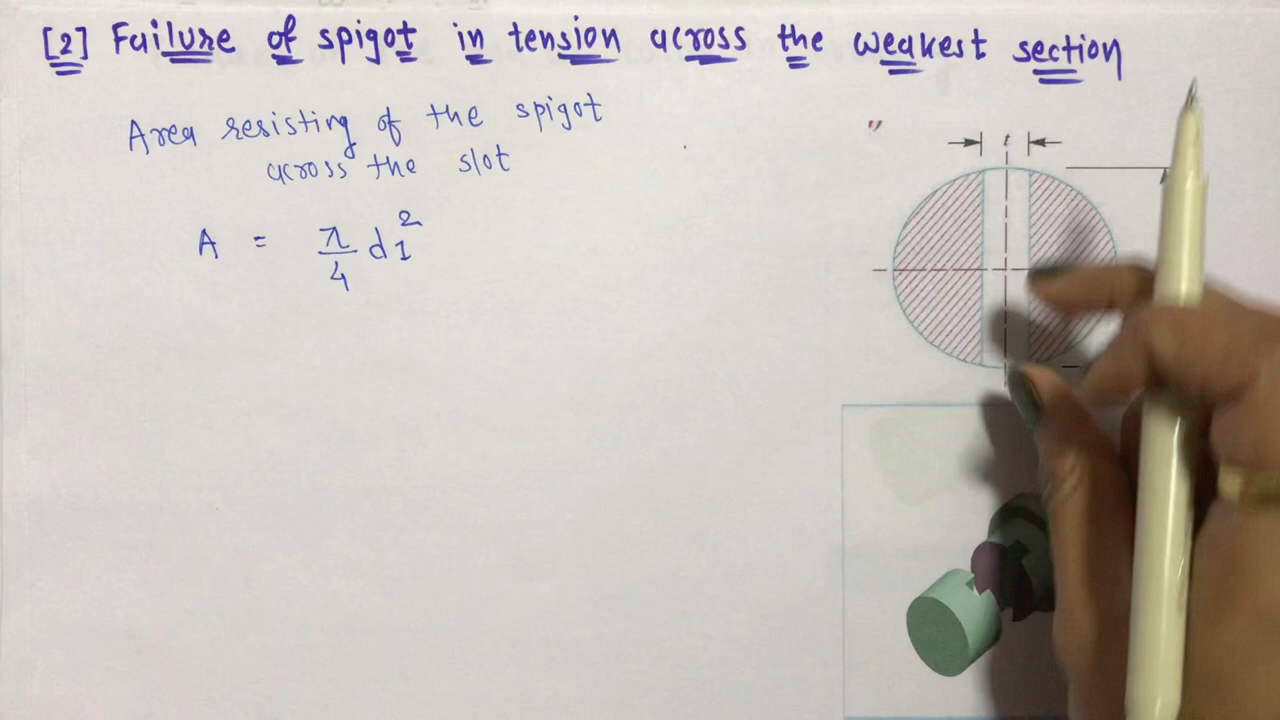 [2] Failure of spigot in tension across the weakest section
Area resisting of the spigot
across the slot
A = π/4 d1²
t